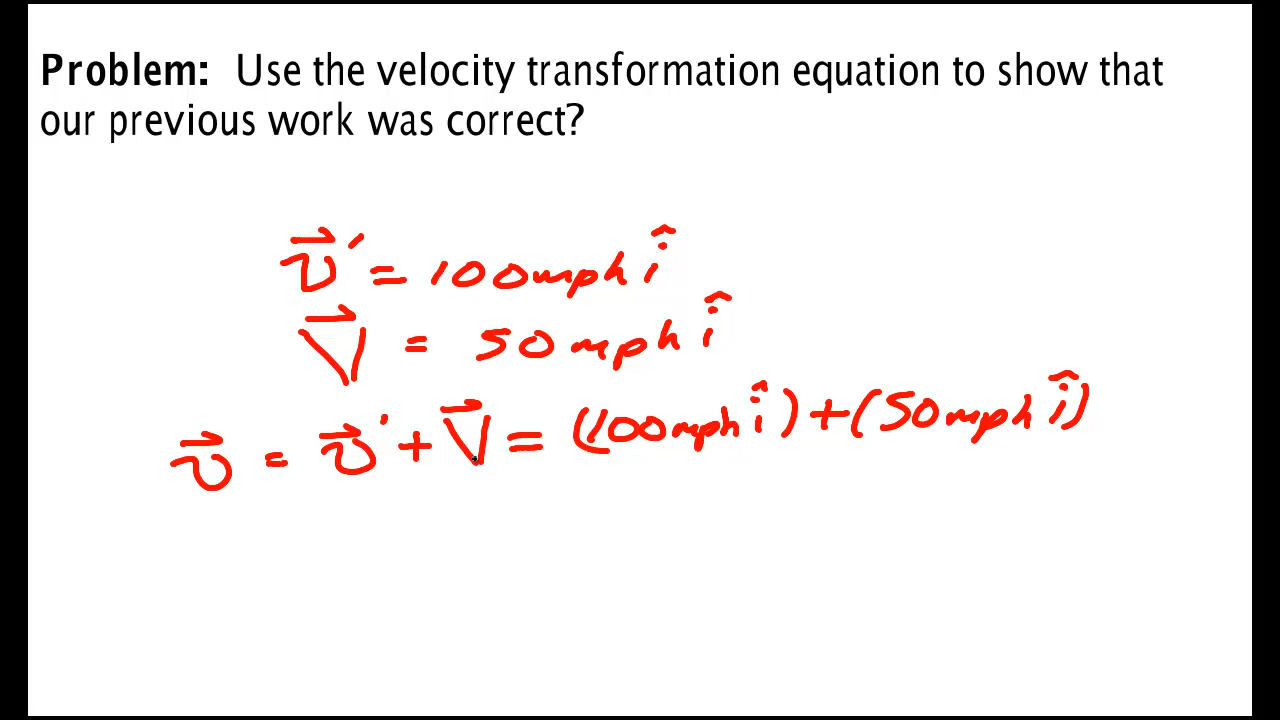 Problem: Use the velocity transformation equation to show that
our previous work was correct?
v⃗′ = 100mph î
V⃗ = 50mph î
v⃗ = v⃗′ + V⃗ = (100mph î) + (50mph î)